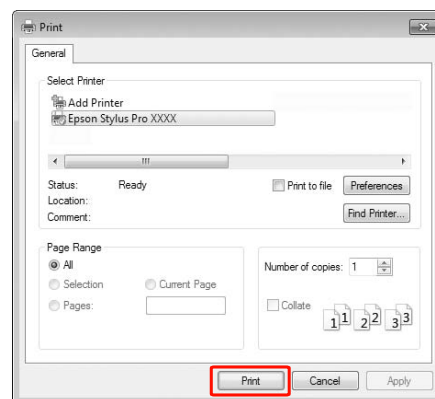 Print
General
Select Printer
Add Printer
Epson Stylus Pro XXXX
Status: Ready
Print to file
Preferences
Location:
Comment:
Find Printer...
Page Range
All
Selection
Current Page
Pages:
Number of copies: 1
Collate
1 1 2 2 3 3
Print
Cancel
Apply